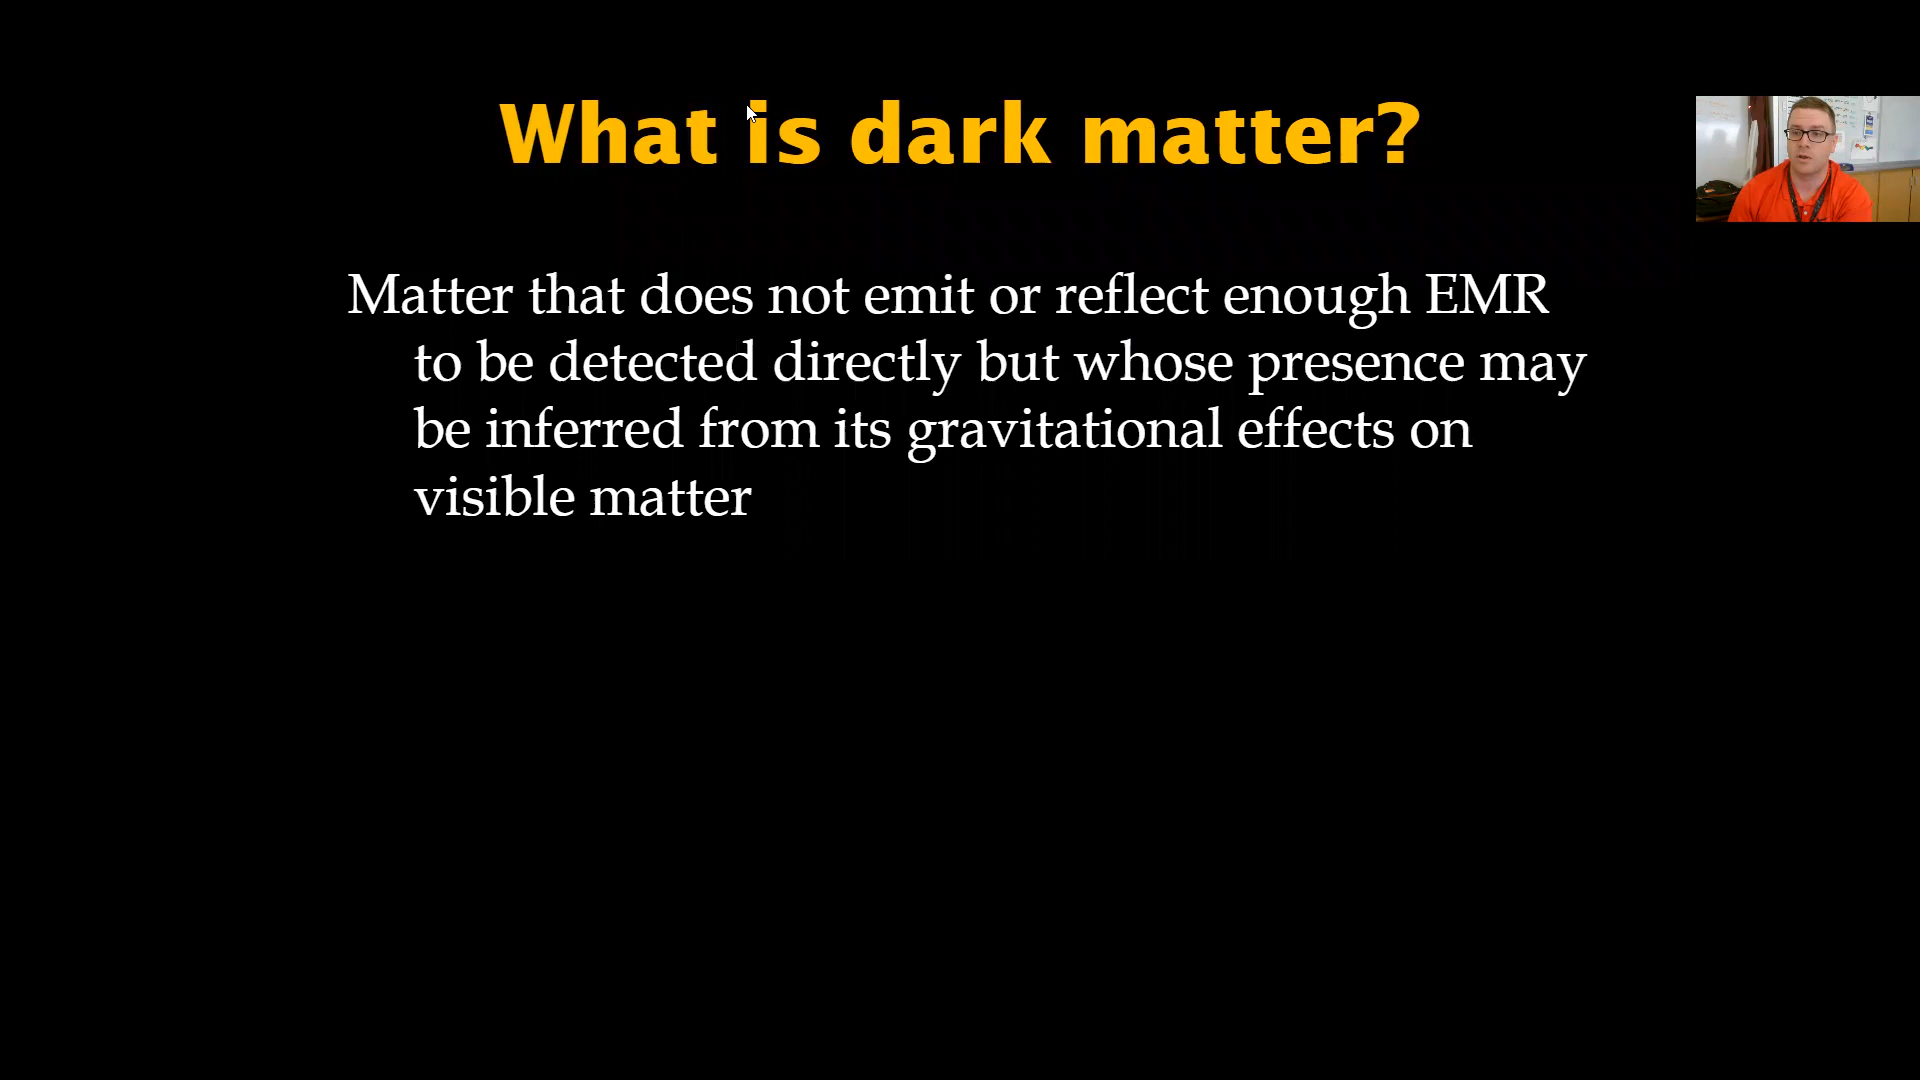 What is dark matter?
Matter that does not emit or reflect enough EMR
to be detected directly but whose presence may
be inferred from its gravitational effects on
visible matter